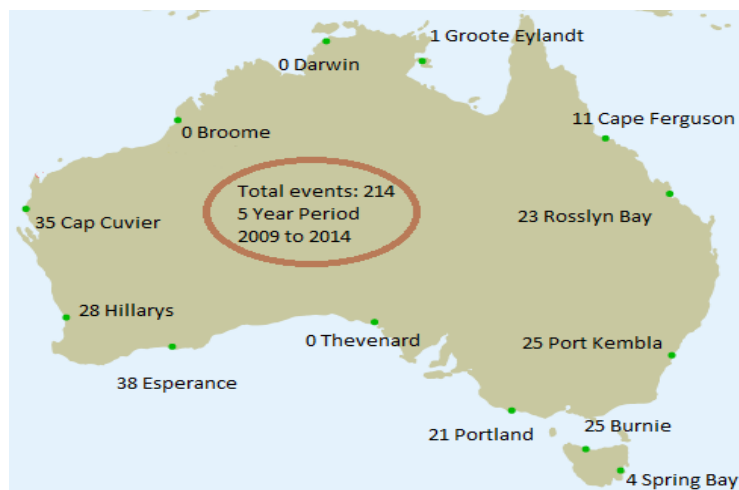 1 Groote Eylandt
0 Darwin
11 Cape Ferguson
0 Broome
Total events: 214
5 Year Period
2009 to 2014
35 Cap Cuvier
23 Rosslyn Bay
28 Hillarys
0 Thevenard
25 Port Kembla
38 Esperance
21 Portland
25 Burnie
4 Spring Bay